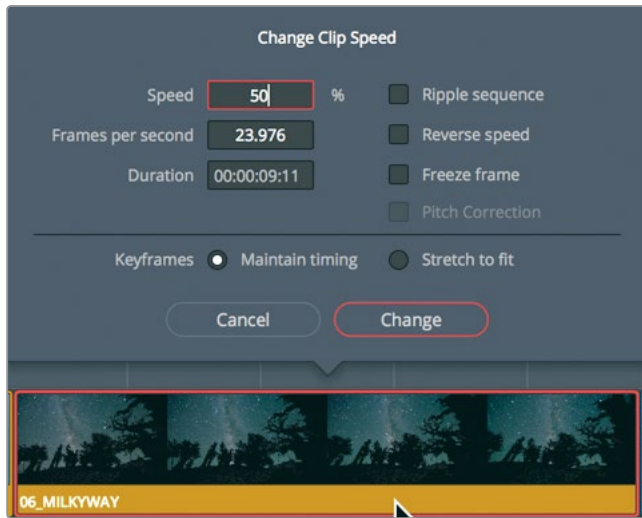 Change Clip Speed
Speed 50 % Ripple sequence
Frames per second 23.976 Reverse speed
Duration 00:00:09:11 Freeze frame
Pitch Correction
Keyframes Maintain timing Stretch to fit
Cancel Change
06_MILKYWAY